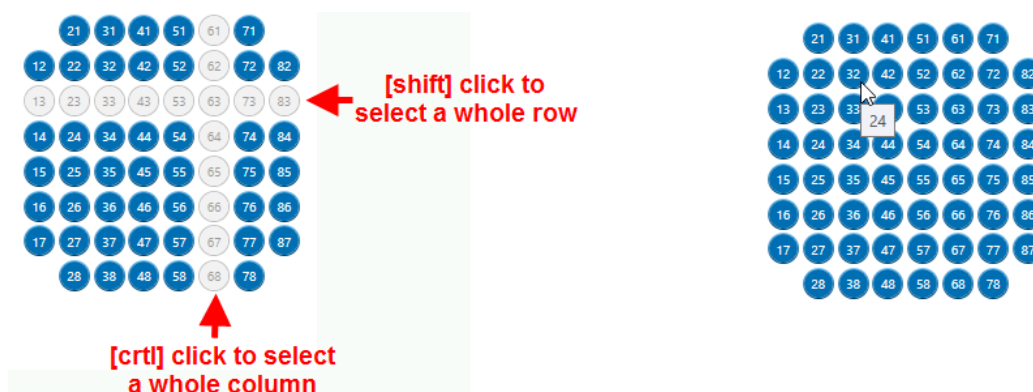 21 31 41 51 61 71
12 22 32 42 52 62 72 82
13 23 33 43 53 63 73 83
14 24 34 44 54 64 74 84
15 25 35 45 55 65 75 85
16 26 36 46 56 66 76 86
17 27 37 47 57 67 77 87
28 38 48 58 68 78
[shift] click to
select a whole row
[crtl] click to select
a whole column
21 31 41 51 61 71
12 22 32 42 52 62 72 82
13 23 33 53 63 73 83
24
14 24 34 44 54 64 74 84
15 25 35 45 55 65 75 85
16 26 36 46 56 66 76 86
17 27 37 47 57 67 77 87
28 38 48 58 68 78